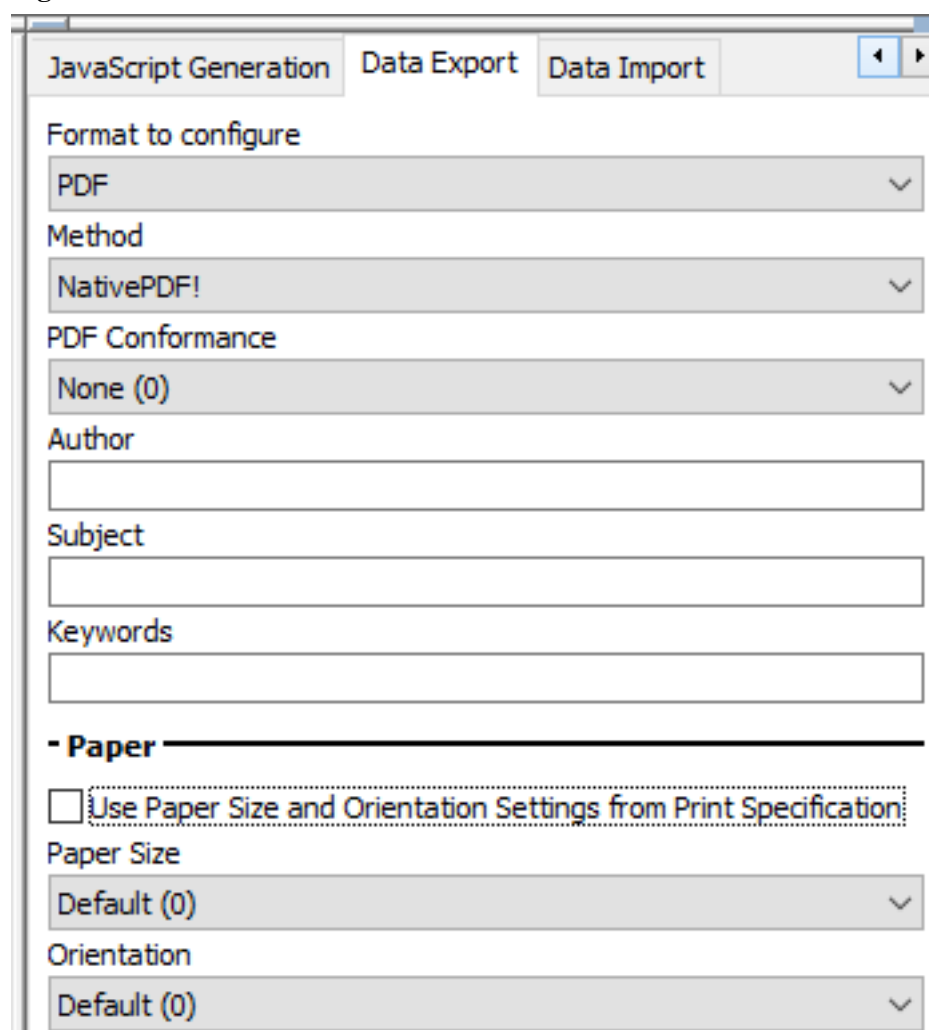 JavaScript Generation Data Export Data Import
Format to configure
PDF
Method
NativePDF!
PDF Conformance
None (0)
Author
Subject
Keywords
- Paper
Use Paper Size and Orientation Settings from Print Specification
Paper Size
Default (0)
Orientation
Default (0)